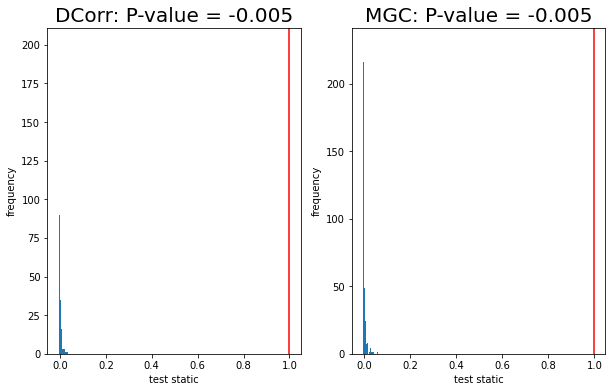 DCorr: P-value = -0.005
200
175
150
125
100
75
50
25
0
frequency
0.0 0.2 0.4 0.6 0.8 1.0
test static
MGC: P-value = -0.005
200
150
100
50
0
frequency
0.0 0.2 0.4 0.6 0.8 1.0
test static